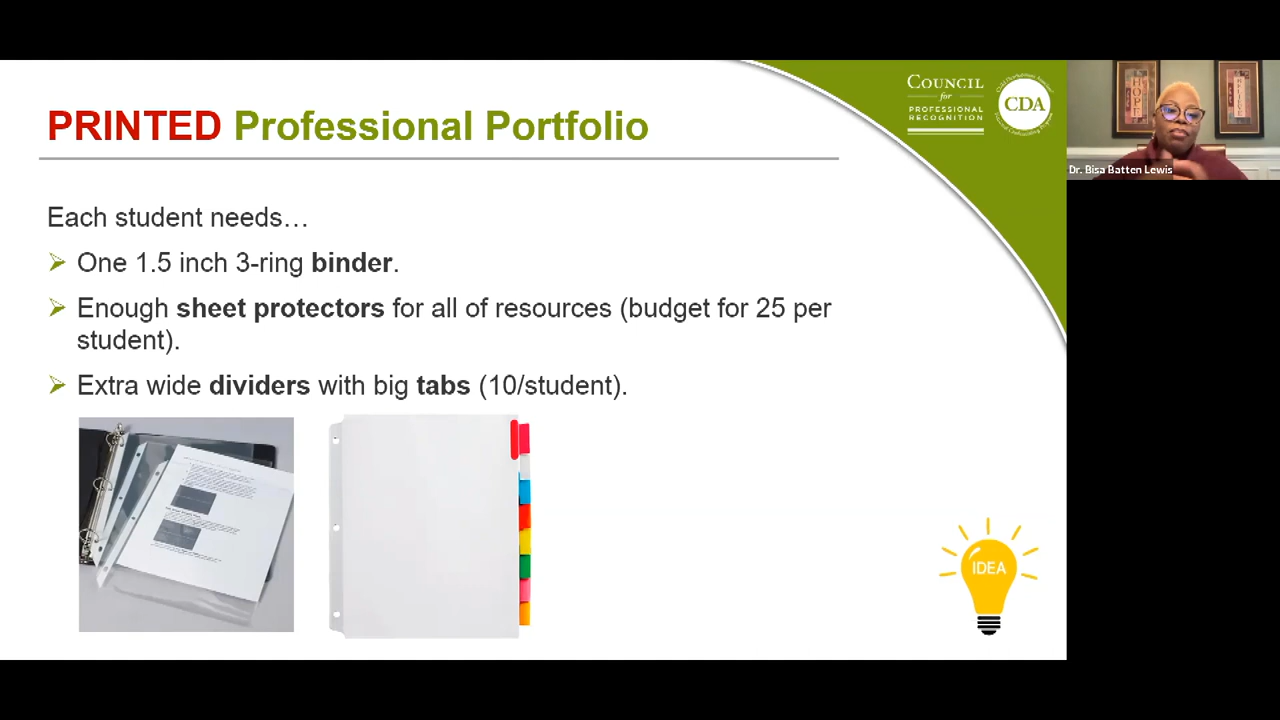 PRINTED Professional Portfolio
COUNCIL
for
PROFESSIONAL
RECOGNITION
CDA
HOPE
Dr. Bisa Batten Lewis
Each student needs…
One 1.5 inch 3-ring binder.
Enough sheet protectors for all of resources (budget for 25 per
student).
Extra wide dividers with big tabs (10/student).
IDEA